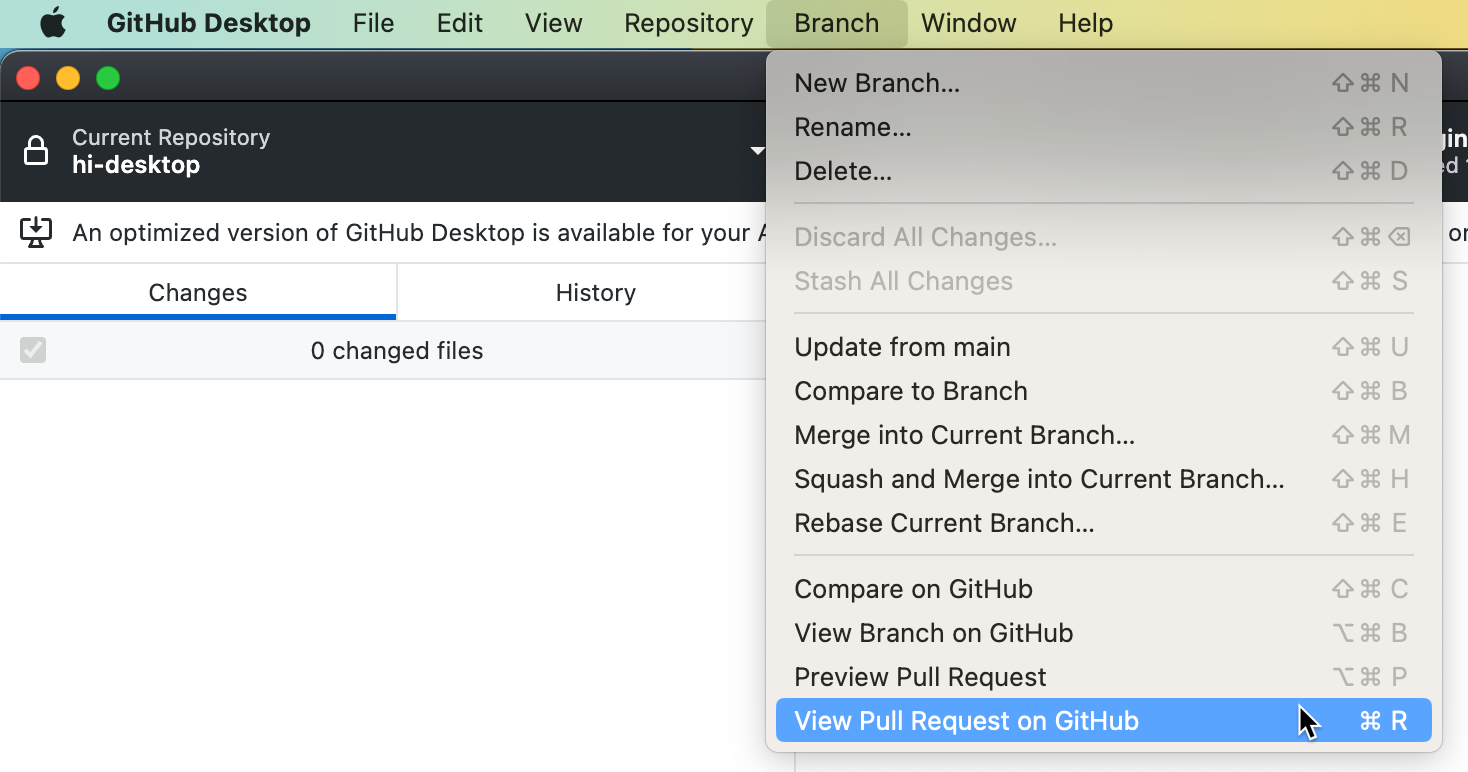 GitHub Desktop File Edit View Repository Branch Window Help
Current Repository
hi-desktop
An optimized version of GitHub Desktop is available for your
Changes History
0 changed files
New Branch... ⇧⌘ N
Rename... ⇧⌘ R
Delete... ⇧⌘ D
Discard All Changes... ⇧⌘⌫
Stash All Changes ⇧⌘ S
Update from main ⇧⌘ U
Compare to Branch ⇧⌘ B
Merge into Current Branch... ⇧⌘ M
Squash and Merge into Current Branch... ⇧⌘ H
Rebase Current Branch... ⇧⌘ E
Compare on GitHub ⇧⌘ C
View Branch on GitHub ⌥⌘ B
Preview Pull Request ⌥⌘ P
View Pull Request on GitHub ⌘ R